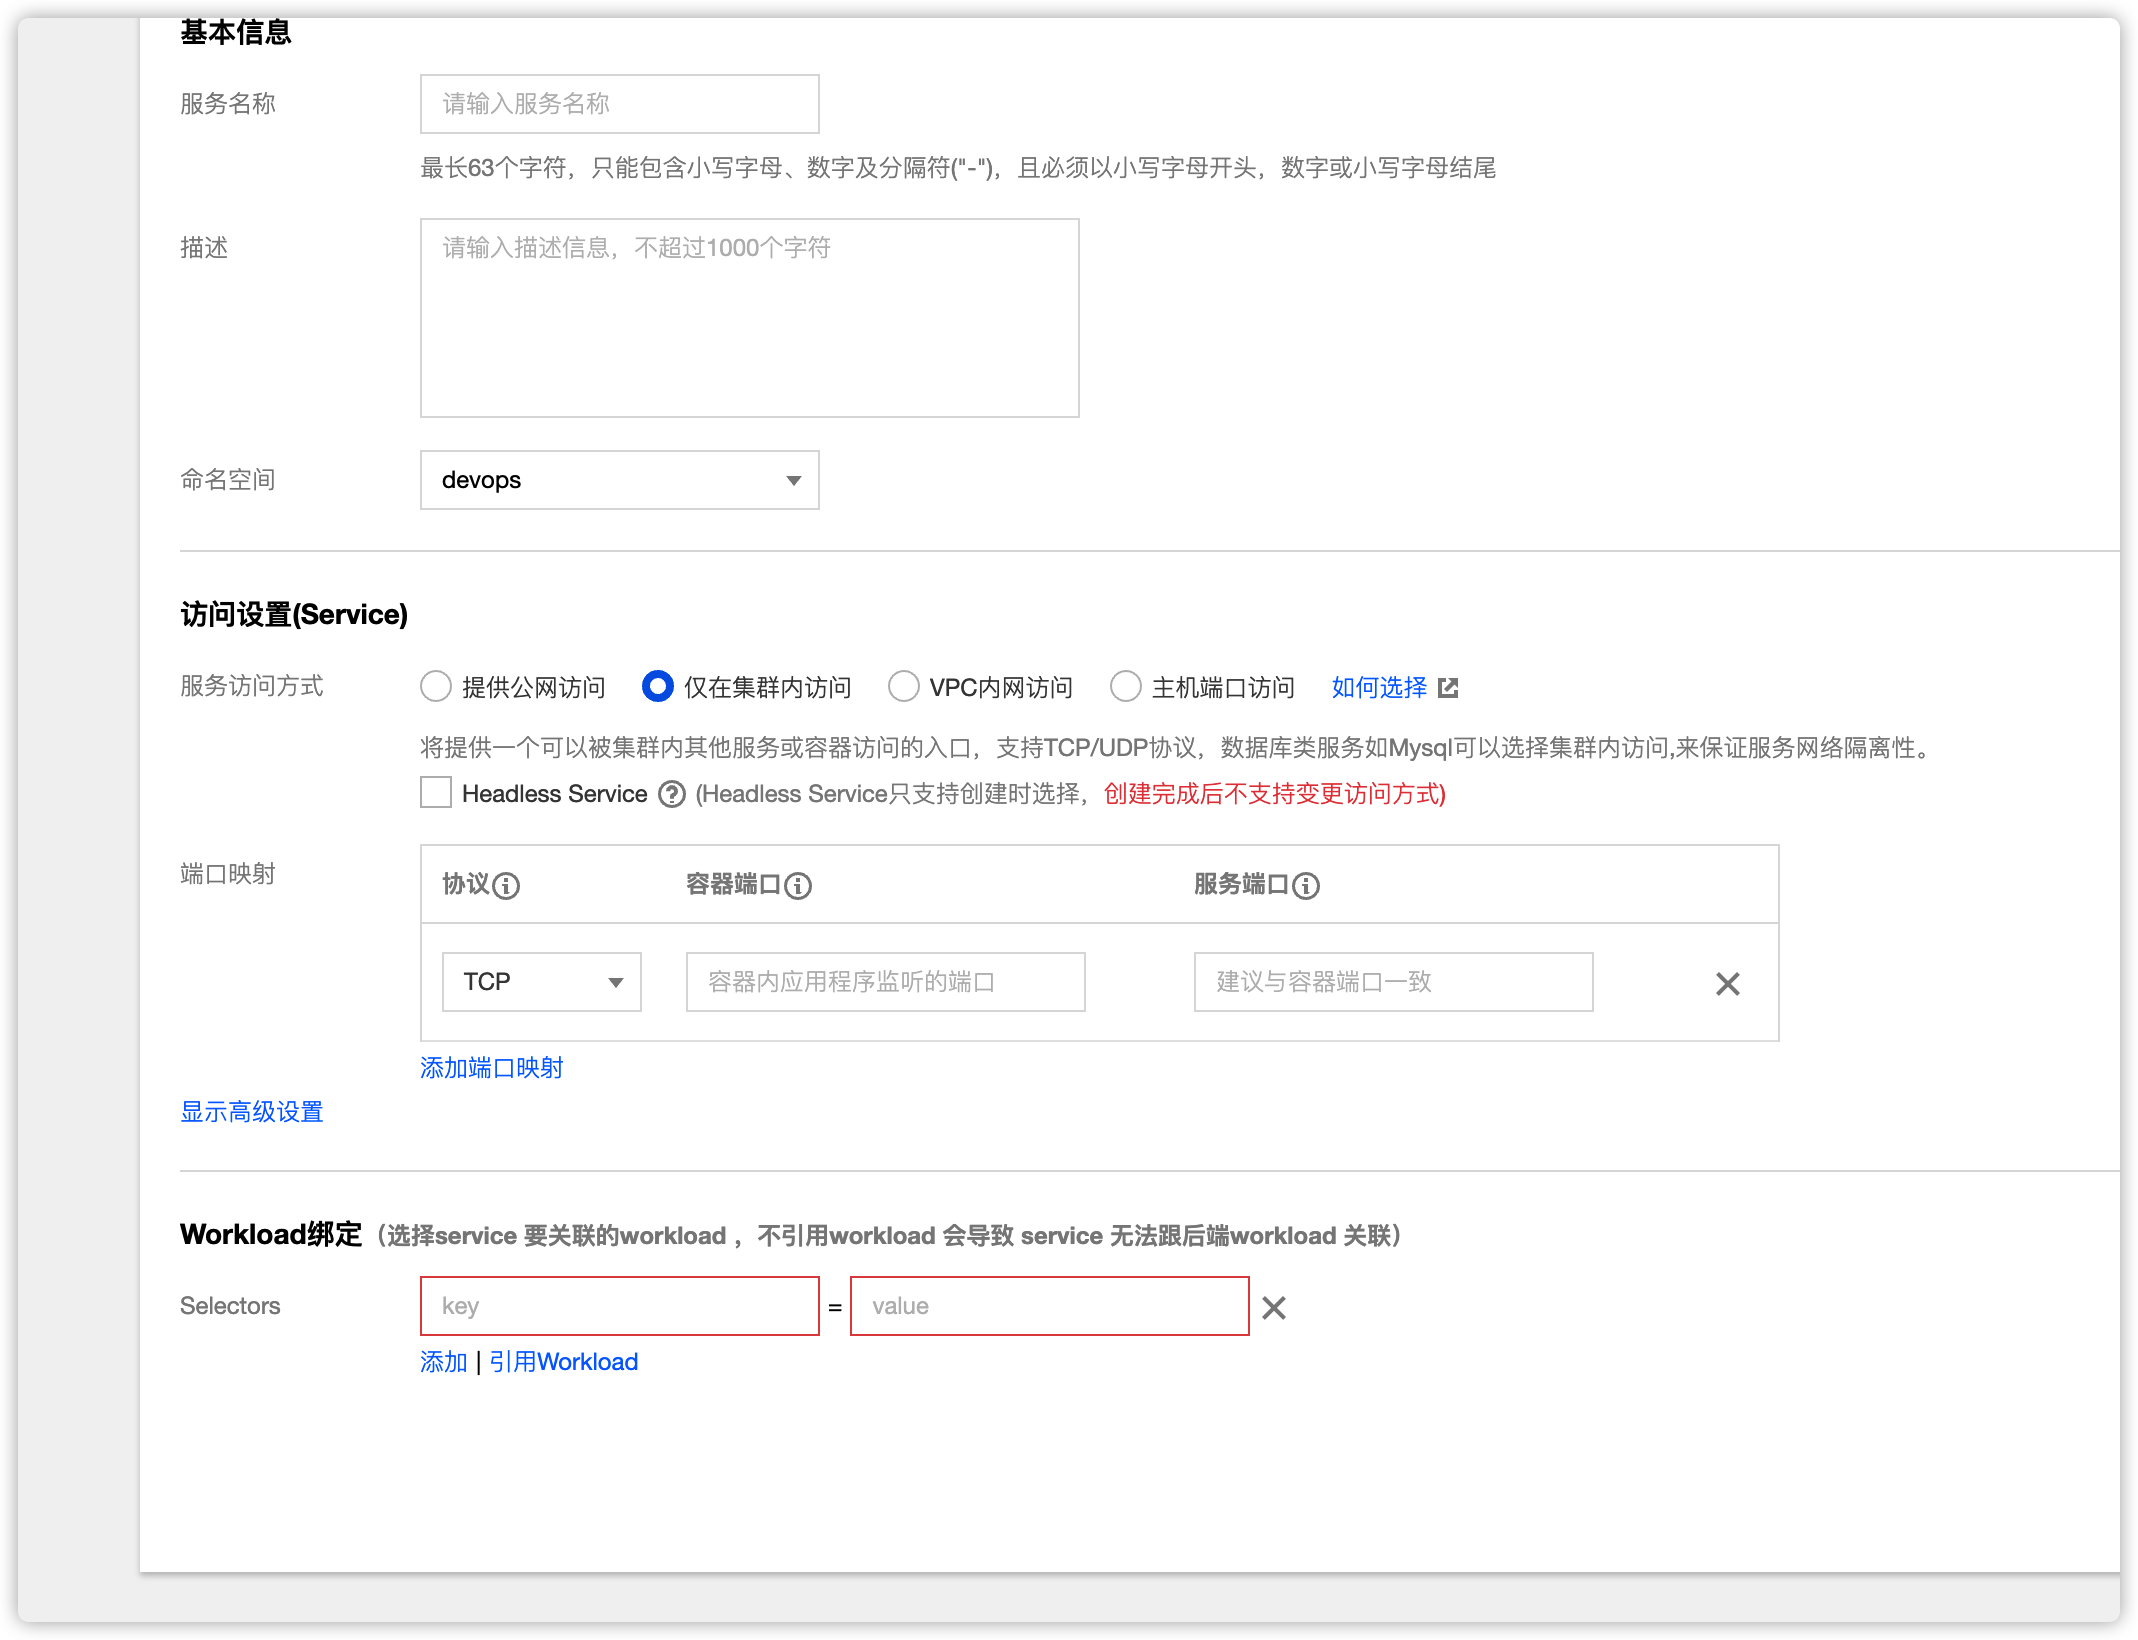 基本信息
服务名称
请输入服务名称
最长63个字符，只能包含小写字母、数字及分隔符("-")，且必须以小写字母开头，数字或小写字母结尾
描述
请输入描述信息，不超过1000个字符
命名空间
devops
访问设置(Service)
服务访问方式
提供公网访问 仅在集群内访问 VPC内网访问 主机端口访问 如何选择
将提供一个可以被集群内其他服务或容器访问的入口，支持TCP/UDP协议，数据库类服务如Mysql可以选择集群内访问,来保证服务网络隔离性。
Headless Service (Headless Service只支持创建时选择，创建完成后不支持变更访问方式)
端口映射
协议 容器端口 服务端口
TCP 容器内应用程序监听的端口 建议与容器端口一致
添加端口映射
显示高级设置
Workload绑定（选择service 要关联的workload ，不引用workload 会导致 service 无法跟后端workload 关联）
Selectors
key = value
添加 | 引用Workload